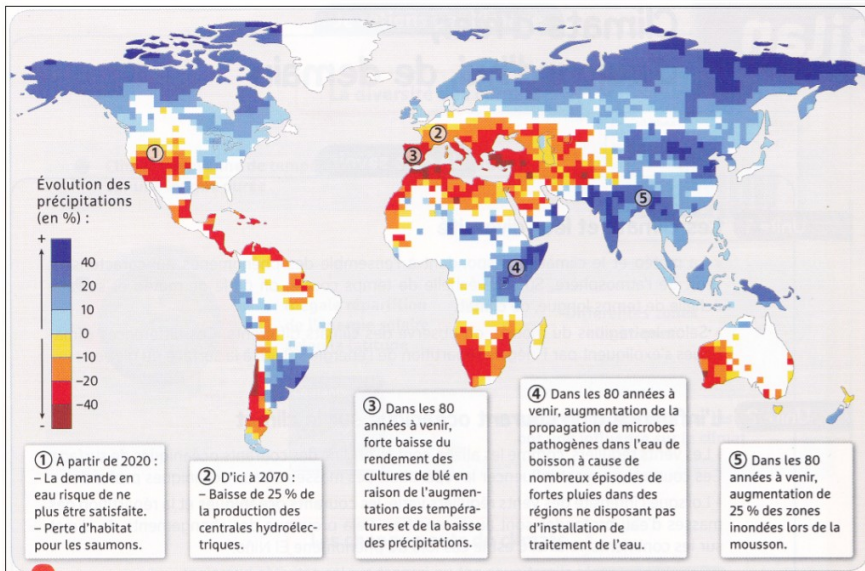 Évolution des
précipitations
(en %) :
+
40
20
10
0
–10
–20
–40
-
1
2
3
4
5
① À partir de 2020 :
– La demande en
eau risque de ne
plus être satisfaite.
– Perte d'habitat
pour les saumons.
② D'ici à 2070 :
– Baisse de 25 % de
la production des
centrales hydroélec-
triques.
③ Dans les 80
années à venir,
forte baisse du
rendement des
cultures de blé en
raison de l'augmen-
tation des tempéra-
tures et de la baisse
des précipitations.
④ Dans les 80 années à
venir, augmentation de la
propagation de microbes
pathogènes dans l'eau de
boisson à cause de
nombreux épisodes de
fortes pluies dans des
régions ne disposant pas
d'installation de
traitement de l'eau.
⑤ Dans les 80
années à venir,
augmentation de
25 % des zones
inondées lors de la
mousson.